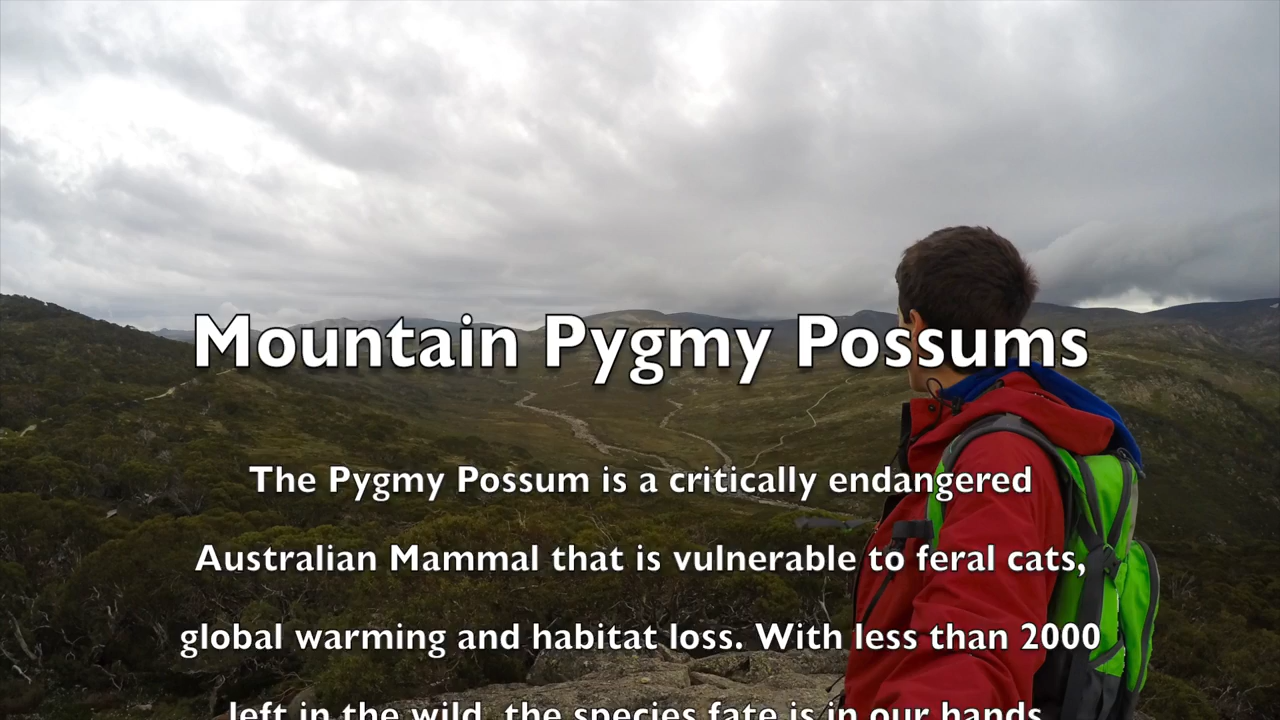 Mountain Pygmy Possums
The Pygmy Possum is a critically endangered
Australian Mammal that is vulnerable to feral cats,
global warming and habitat loss. With less than 2000
left in the wild, the species fate is in our hands